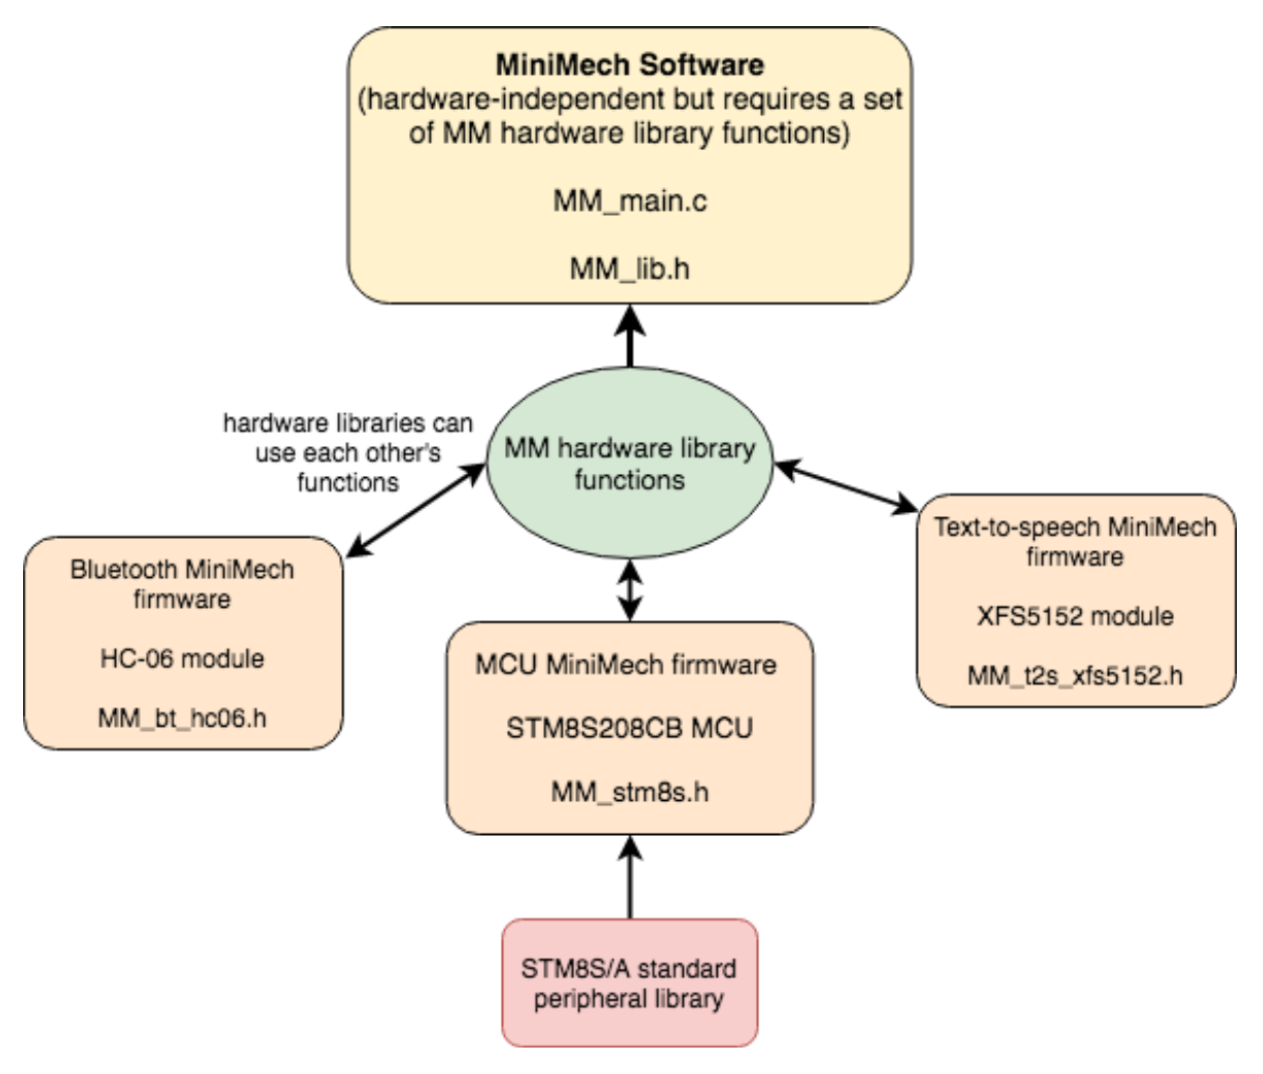 MiniMech Software
(hardware-independent but requires a set
of MM hardware library functions)
MM_main.c
MM_lib.h
hardware libraries can
use each other's
functions
MM hardware library
functions
Text-to-speech MiniMech
firmware
XFS5152 module
MM_t2s_xfs5152.h
Bluetooth MiniMech
firmware
HC-06 module
MM_bt_hc06.h
MCU MiniMech firmware
STM8S208CB MCU
MM_stm8s.h
STM8S/A standard
peripheral library